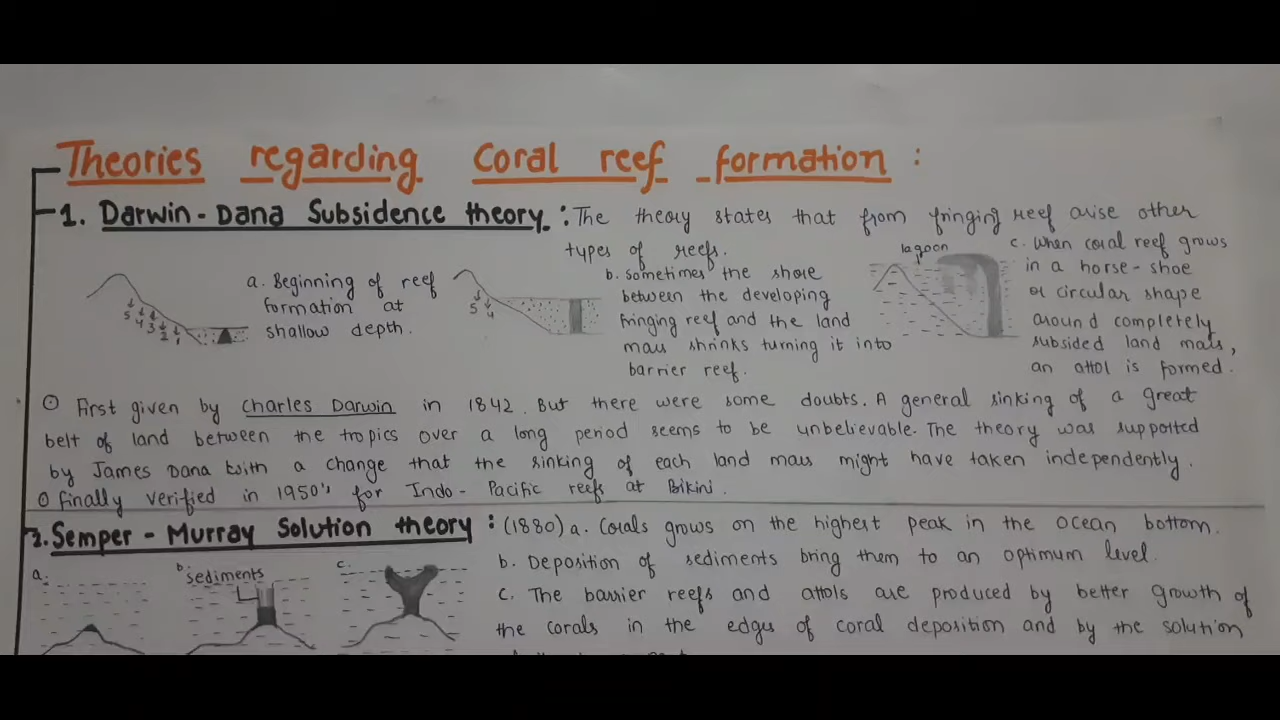 Theories regarding Coral reef formation :
1. Darwin - Dana Subsidence theory : The theory states that from fringing reef arise other
types of reefs.
a. Beginning of reef
formation at
shallow depth.
5 4 3 2 1
b. sometimes the shore
between the developing
fringing reef and the land
mass shrinks turning it into
barrier reef.
5 4
lagoon
c. when coral reef grows
in a horse-shoe
or circular shape
around completely
subsided land mass,
an attol is formed.
⊙ First given by Charles Darwin in 1842. But there were some doubts. A general sinking of a great
belt of land between the tropics over a long period seems to be unbelievable. The theory was supported
by James Dana with a change that the sinking of each land mass might have taken independently.
⊙ Finally verified in 1950's for Indo - Pacific reefs at Bikini.
2. Semper - Murray Solution theory : (1880) a. Corals grows on the highest peak in the ocean bottom.
b. Deposition of sediments bring them to an optimum level.
c. The barrier reefs and attols are produced by better growth of
the corals in the edges of coral deposition and by the solution
a.
b
sediments
c.